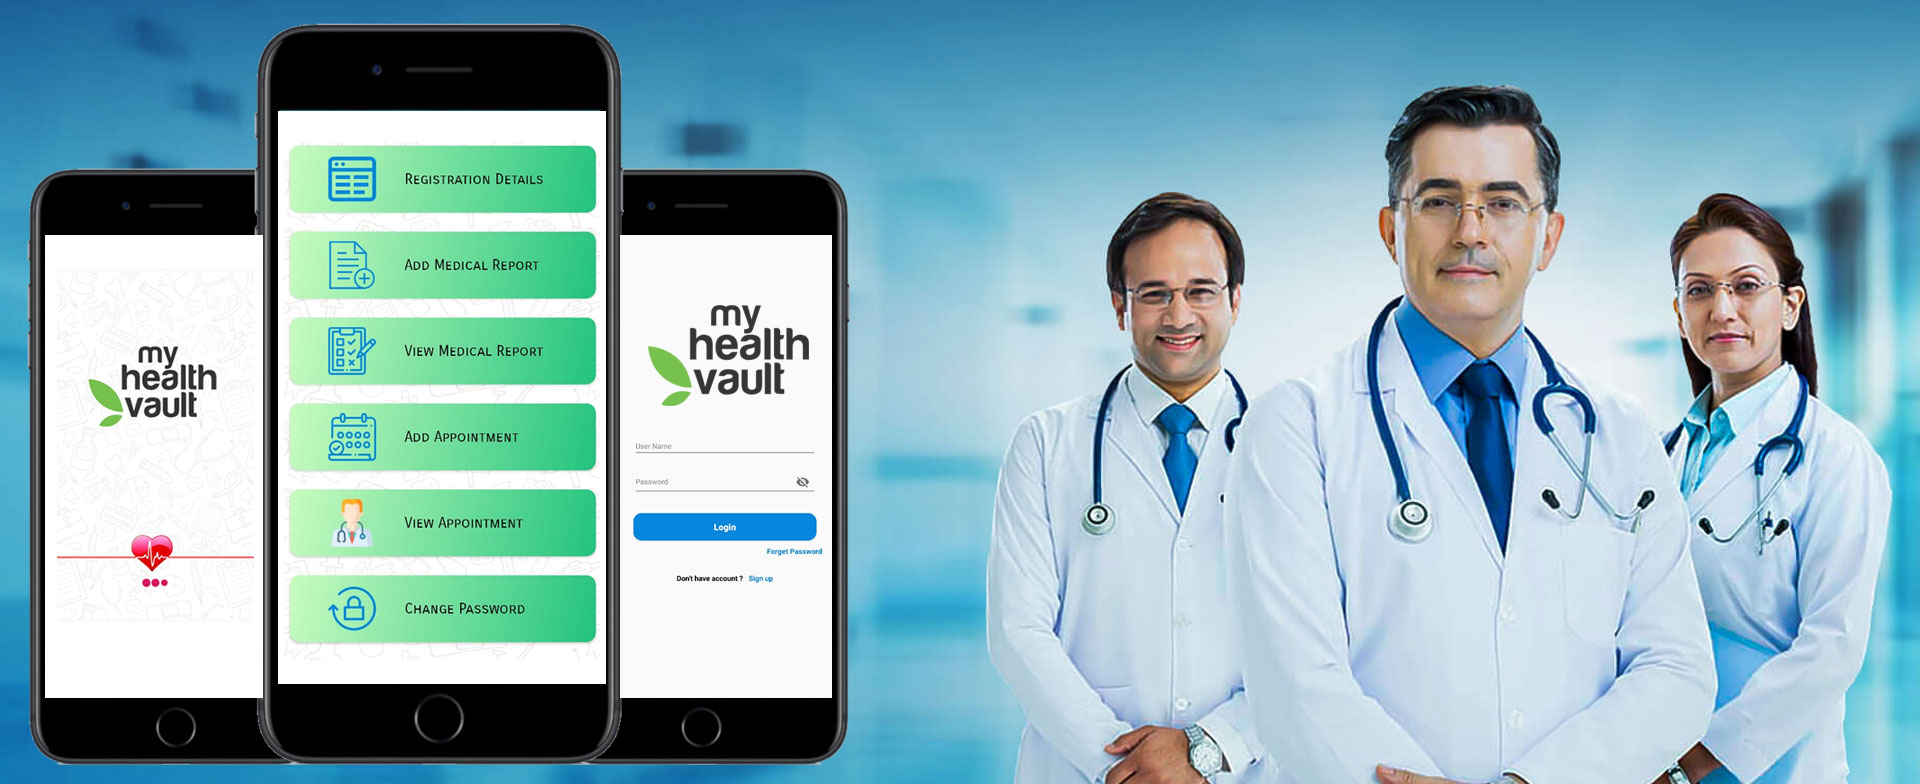 my
health
vault
Registration Details
Add Medical Report
View Medical Report
Add Appointment
View Appointment
Change Password
my
health
vault
User Name
Password
Login
Forget Password
Don't have account ? Sign up